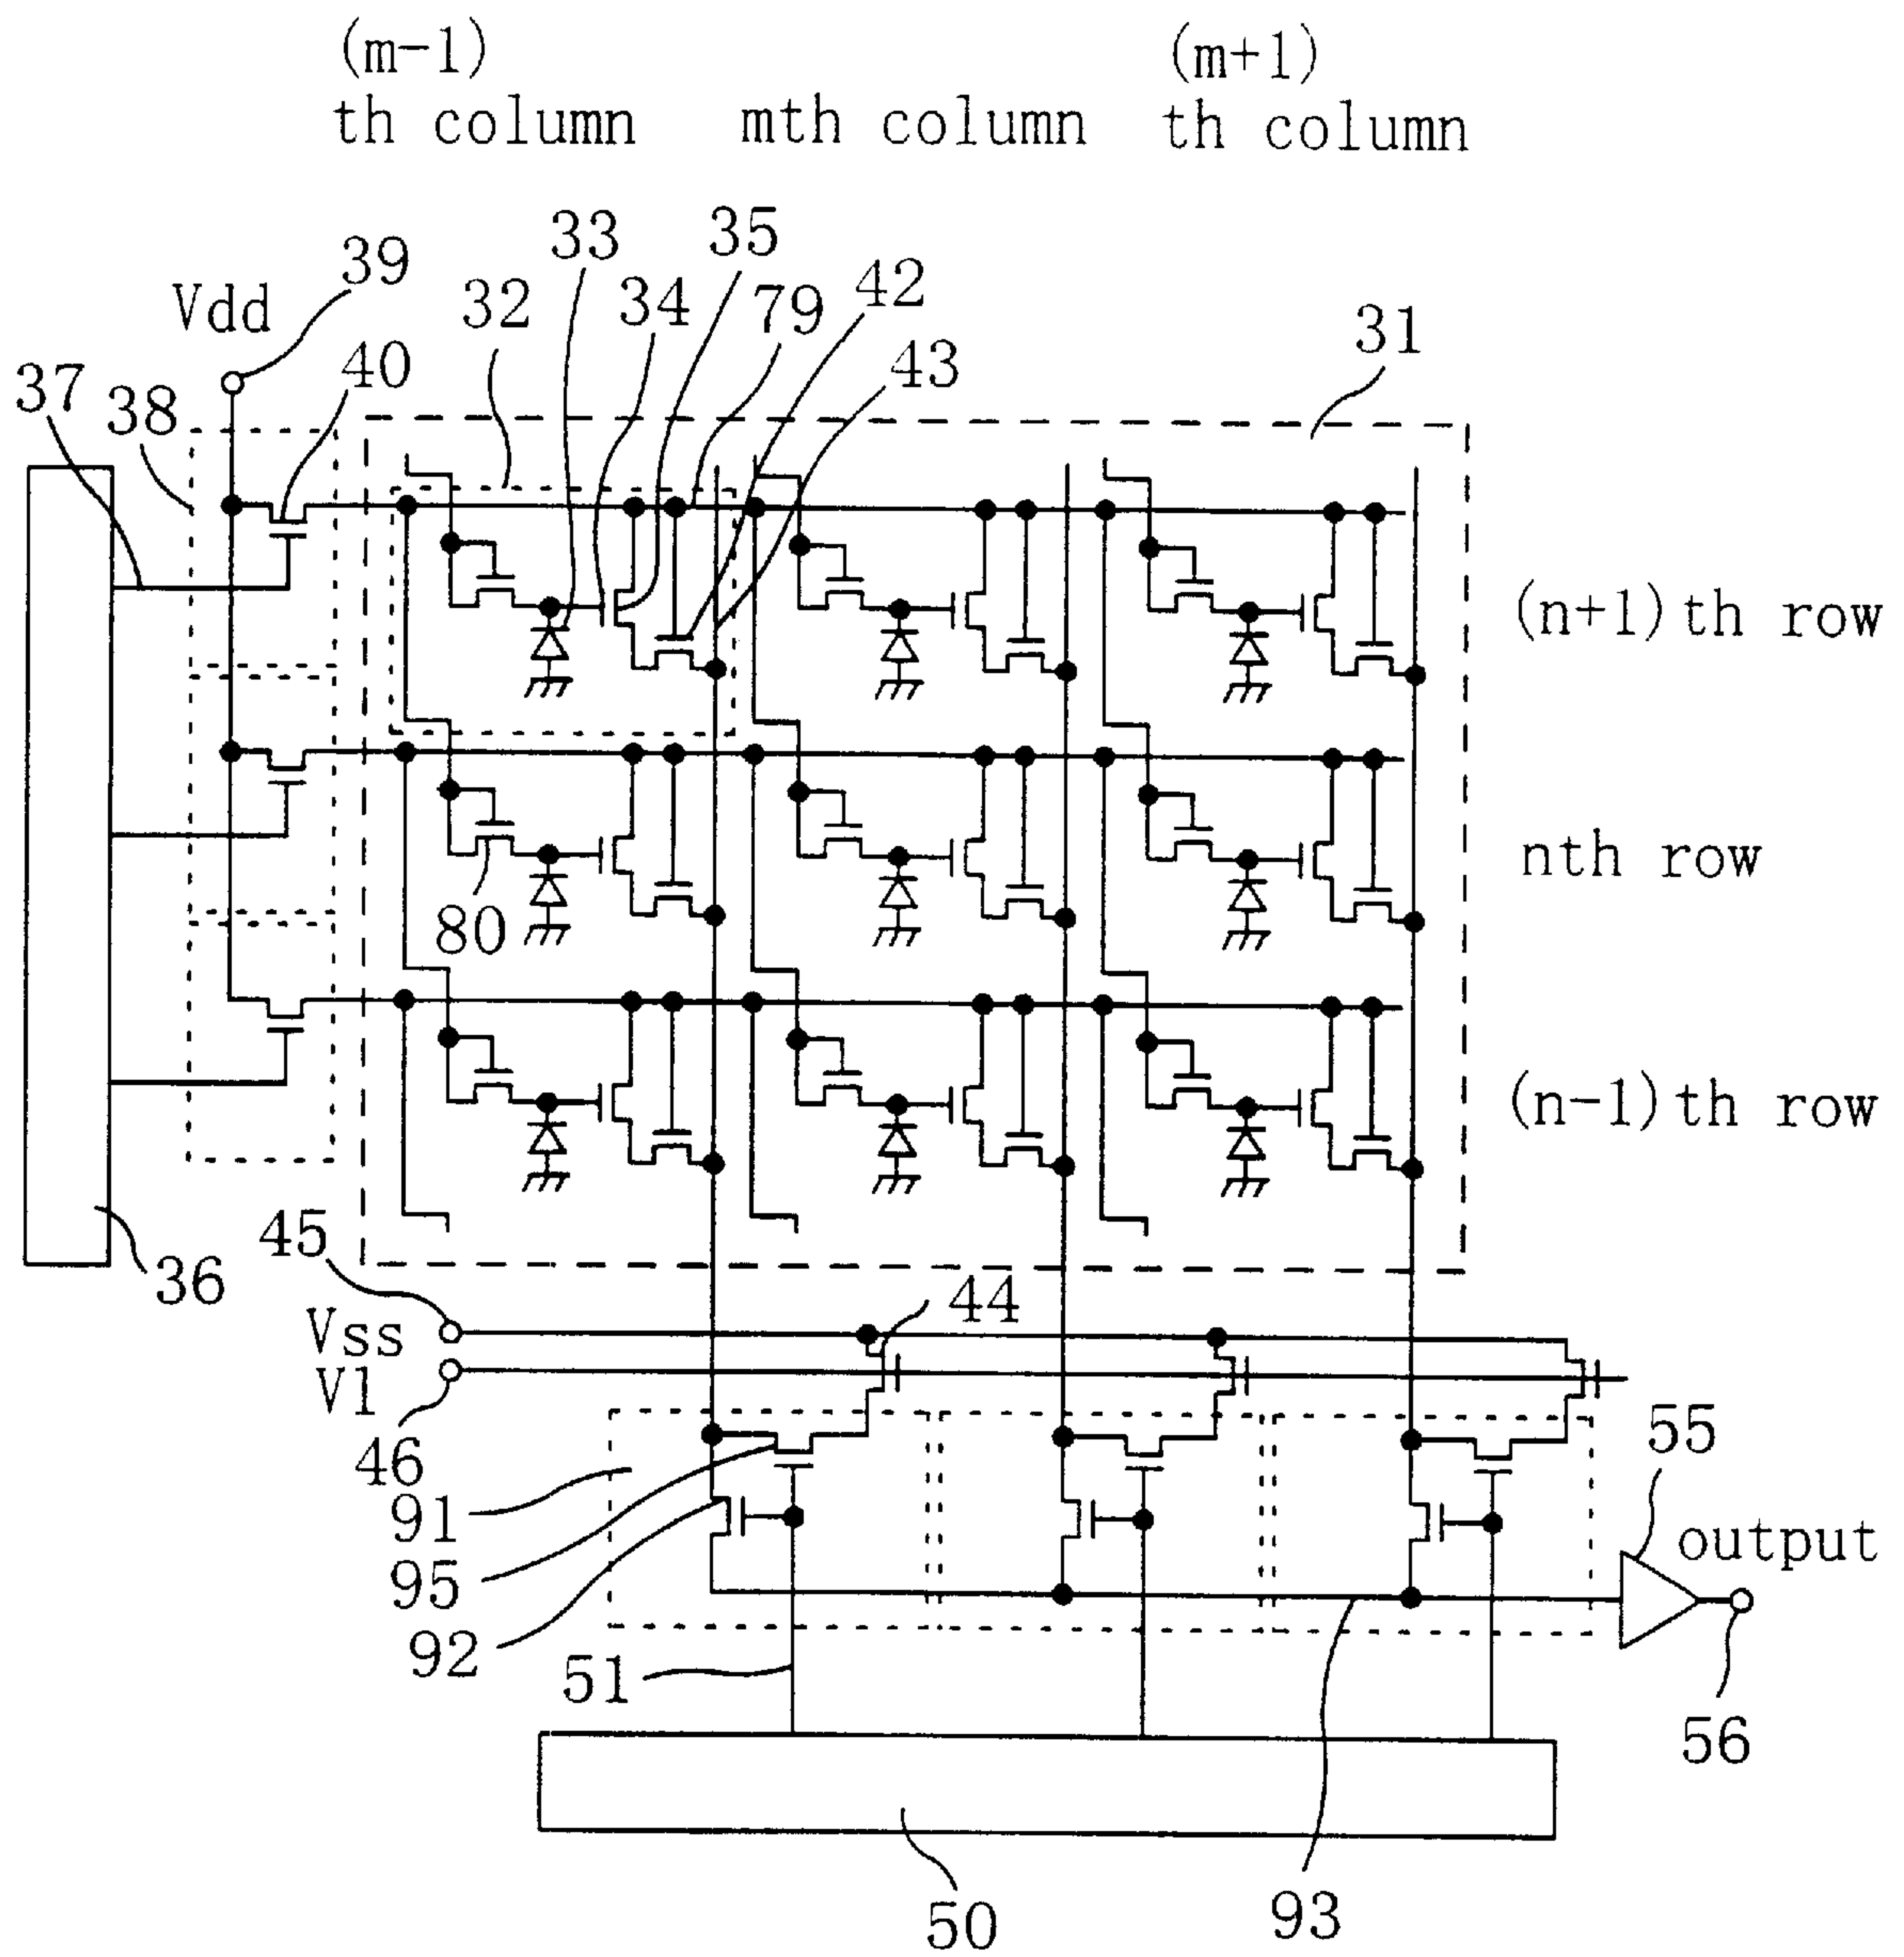 (m-1)
th column
mth column
(m+1)
th column
33
35
39
32
34
79
42
Vdd
31
40
43
37
38
(n+1)th row
80
nth row
(n-1)th row
45
36
44
Vss
Vl
46
55
91
output
95
92
51
56
50
93